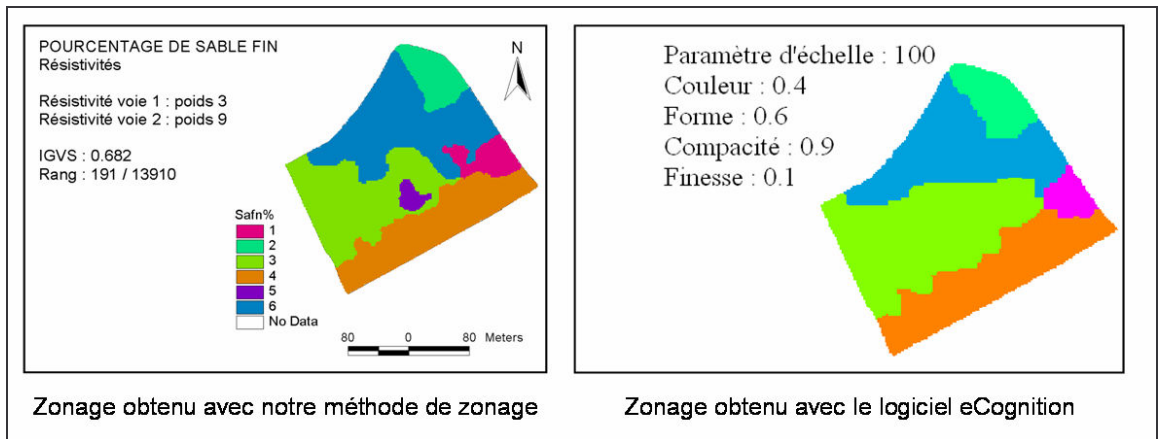 POURCENTAGE DE SABLE FIN
Résistivités
Résistivité voie 1 : poids 3
Résistivité voie 2 : poids 9
IGVS : 0.682
Rang : 191 / 13910
N
Safn%
1
2
3
4
5
6
No Data
80 0 80 Meters
Zonage obtenu avec notre méthode de zonage
Paramètre d'échelle : 100
Couleur : 0.4
Forme : 0.6
Compacité : 0.9
Finesse : 0.1
Zonage obtenu avec le logiciel eCognition